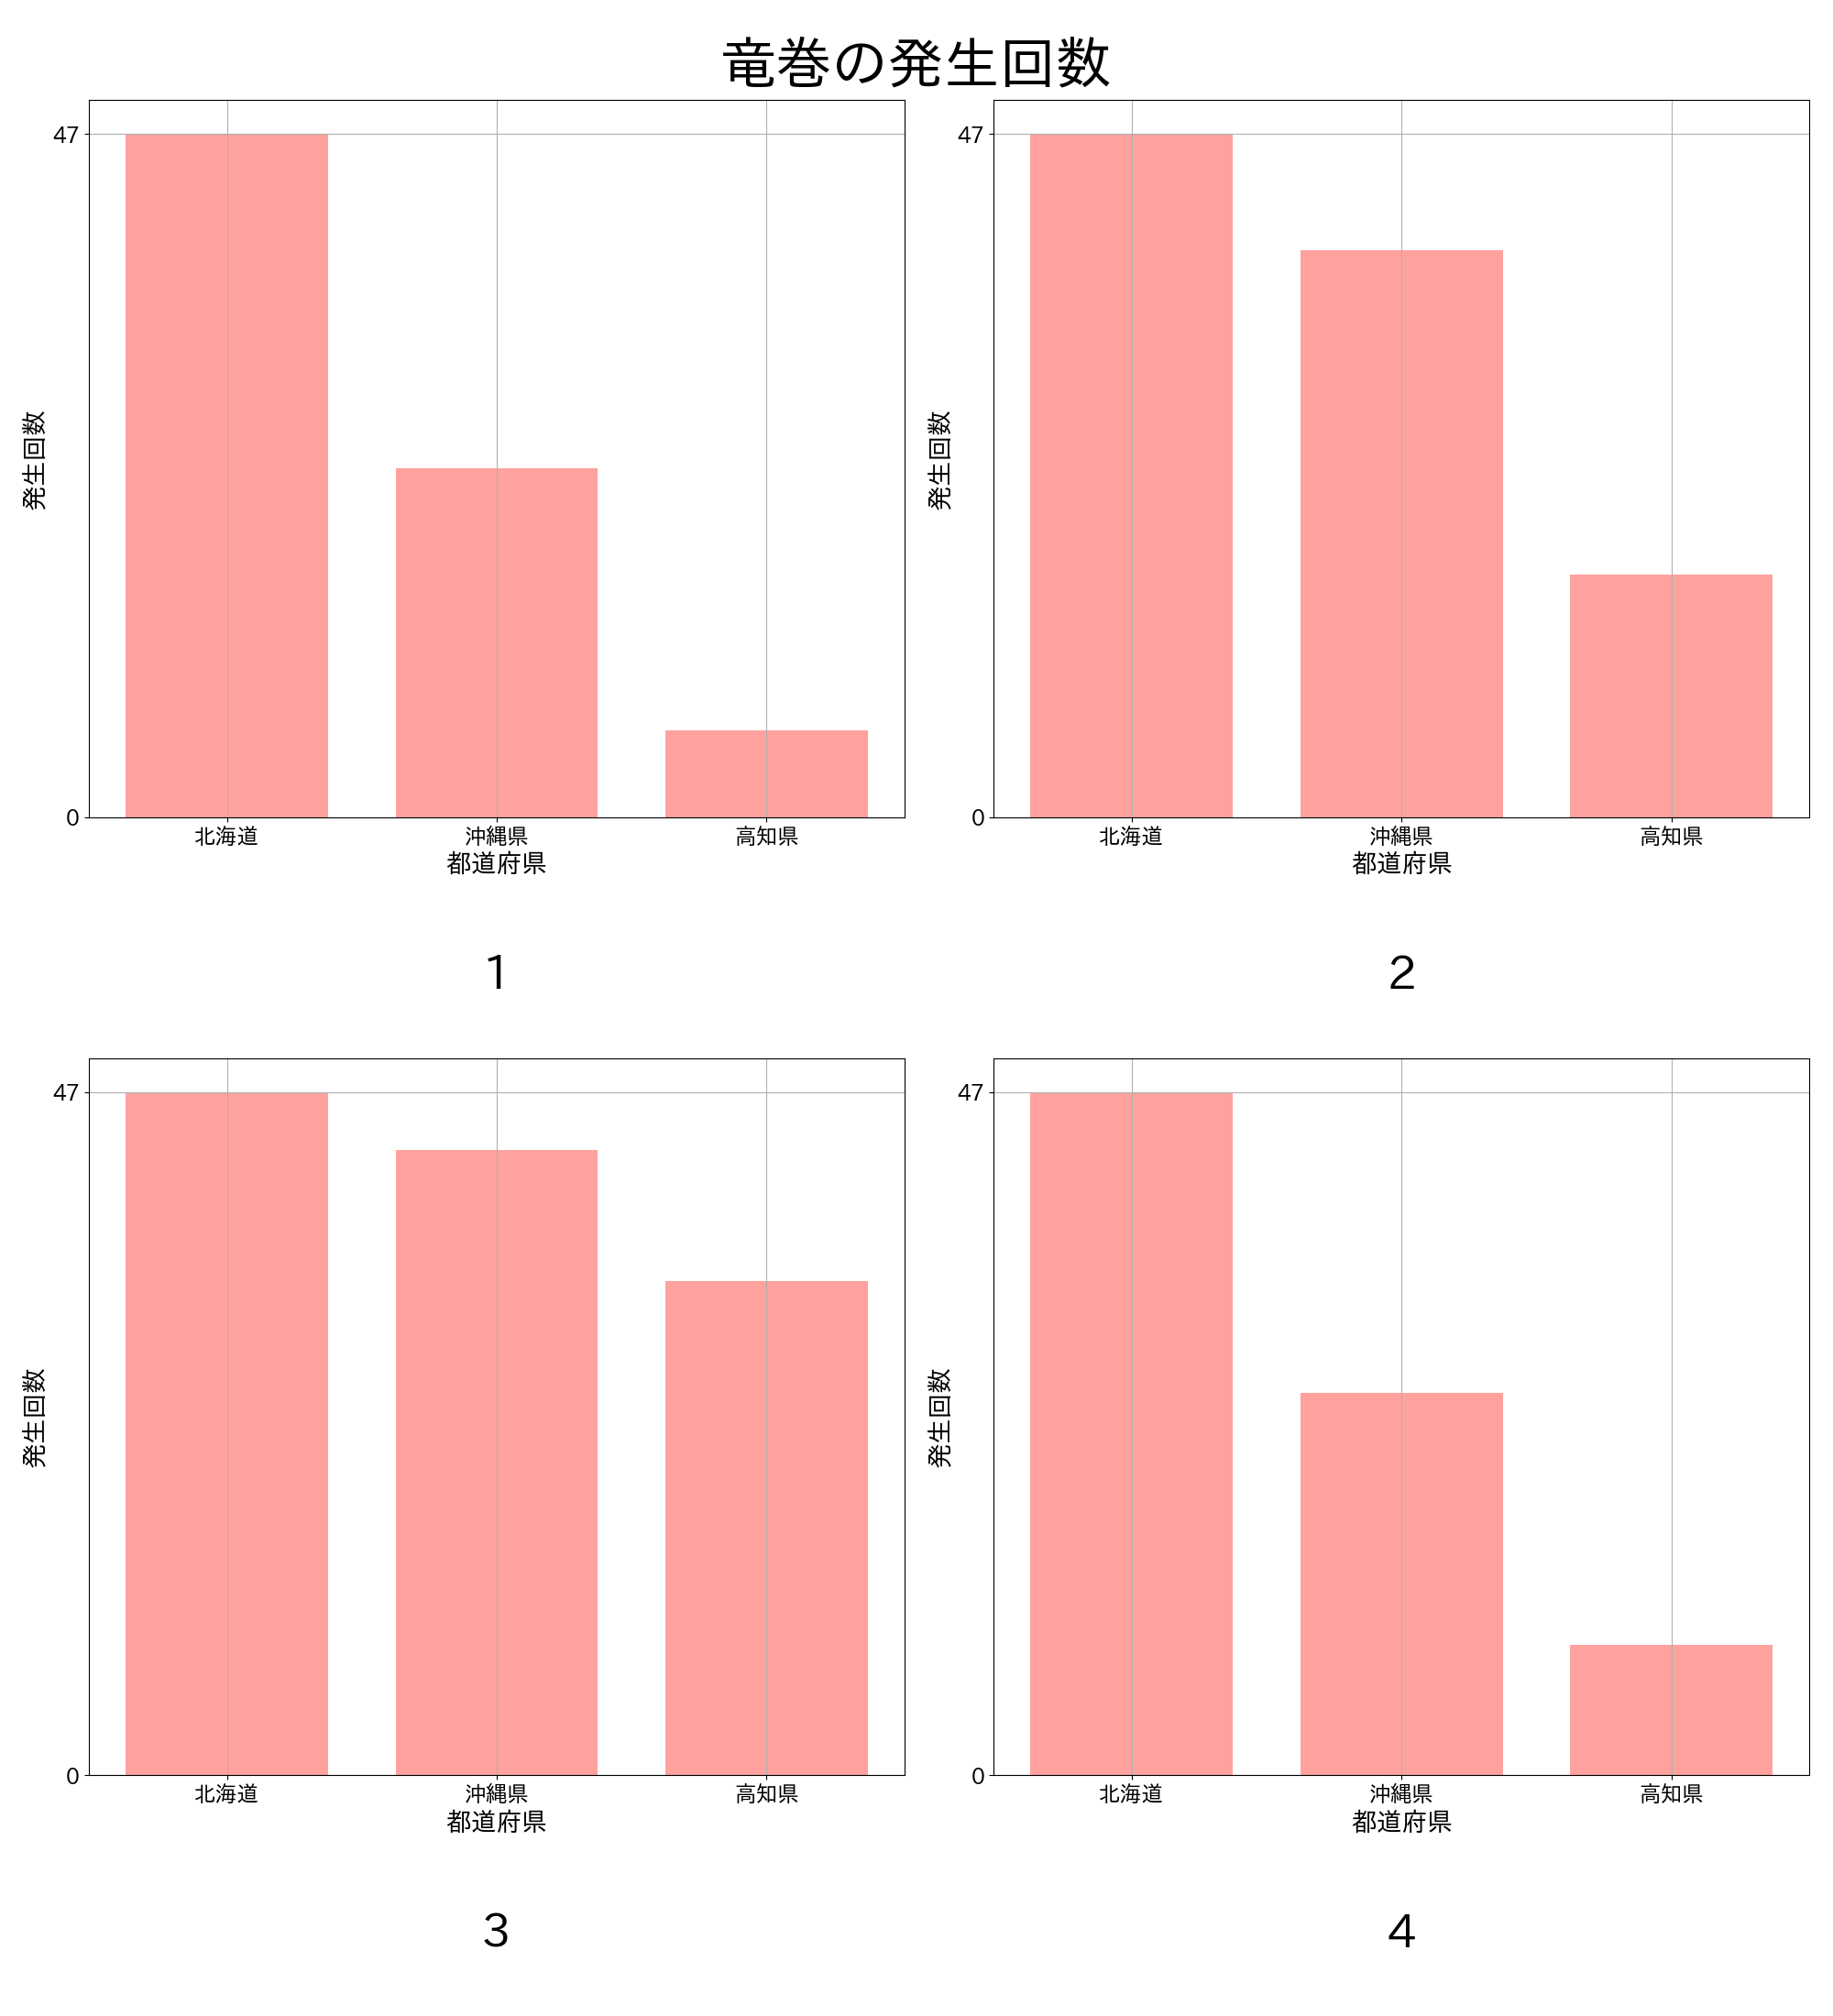 竜巻の発生回数
47
発生回数
0
北海道 沖縄県 高知県
都道府県
1
47
発生回数
0
北海道 沖縄県 高知県
都道府県
2
47
発生回数
0
北海道 沖縄県 高知県
都道府県
3
47
発生回数
0
北海道 沖縄県 高知県
都道府県
4